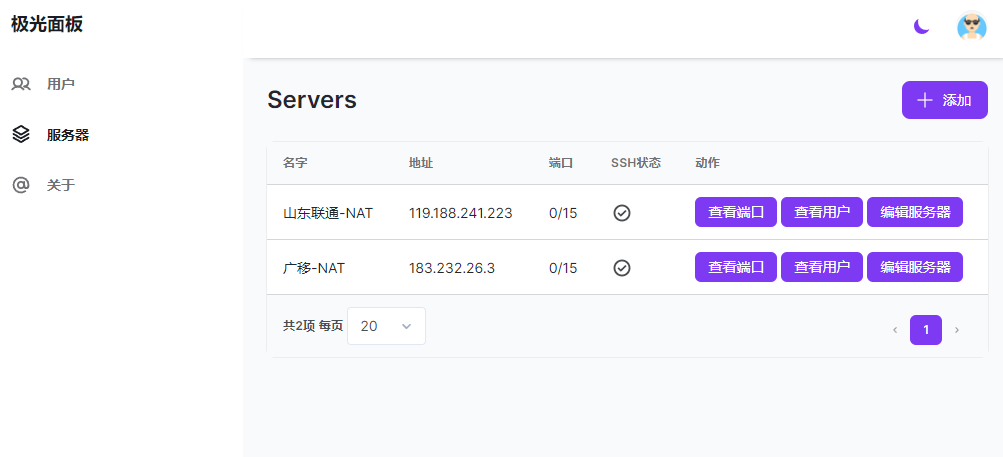 极光面板
用户
服务器
关于
Servers
添加
名字 地址 端口 SSH状态 动作
山东联通-NAT 119.188.241.223 0/15 查看端口 查看用户 编辑服务器
广移-NAT 183.232.26.3 0/15 查看端口 查看用户 编辑服务器
共2项 每页 20 1